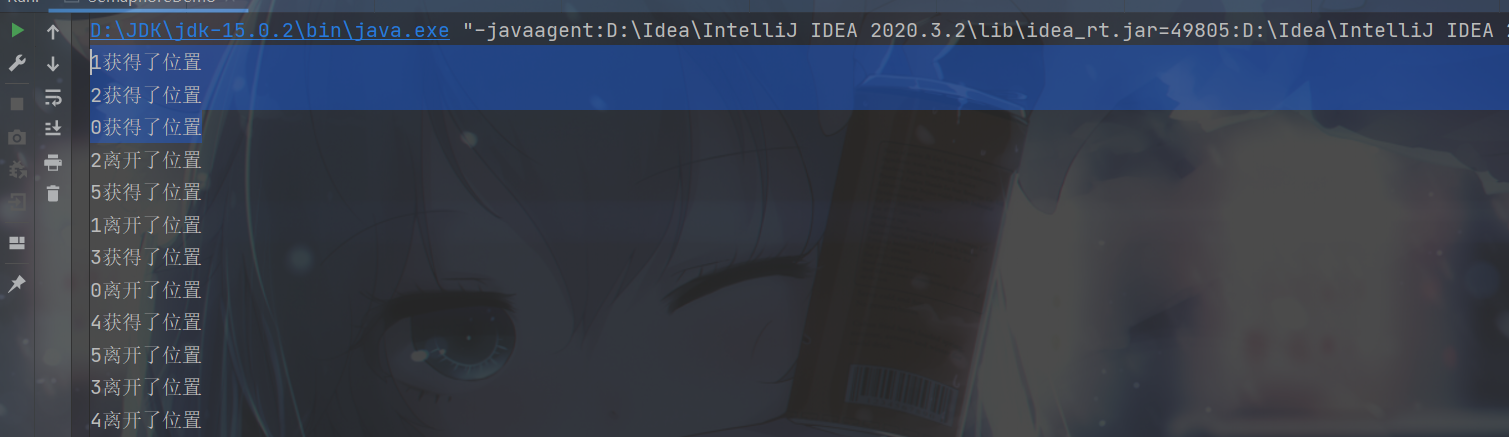 SemaphoreDemo
D:\JDK\jdk-15.0.2\bin\java.exe "-javaagent:D:\Idea\IntelliJ IDEA 2020.3.2\lib\idea_rt.jar=49805:D:\Idea\IntelliJ IDEA
1获得了位置
2获得了位置
0获得了位置
2离开了位置
5获得了位置
1离开了位置
3获得了位置
0离开了位置
4获得了位置
5离开了位置
3离开了位置
4离开了位置